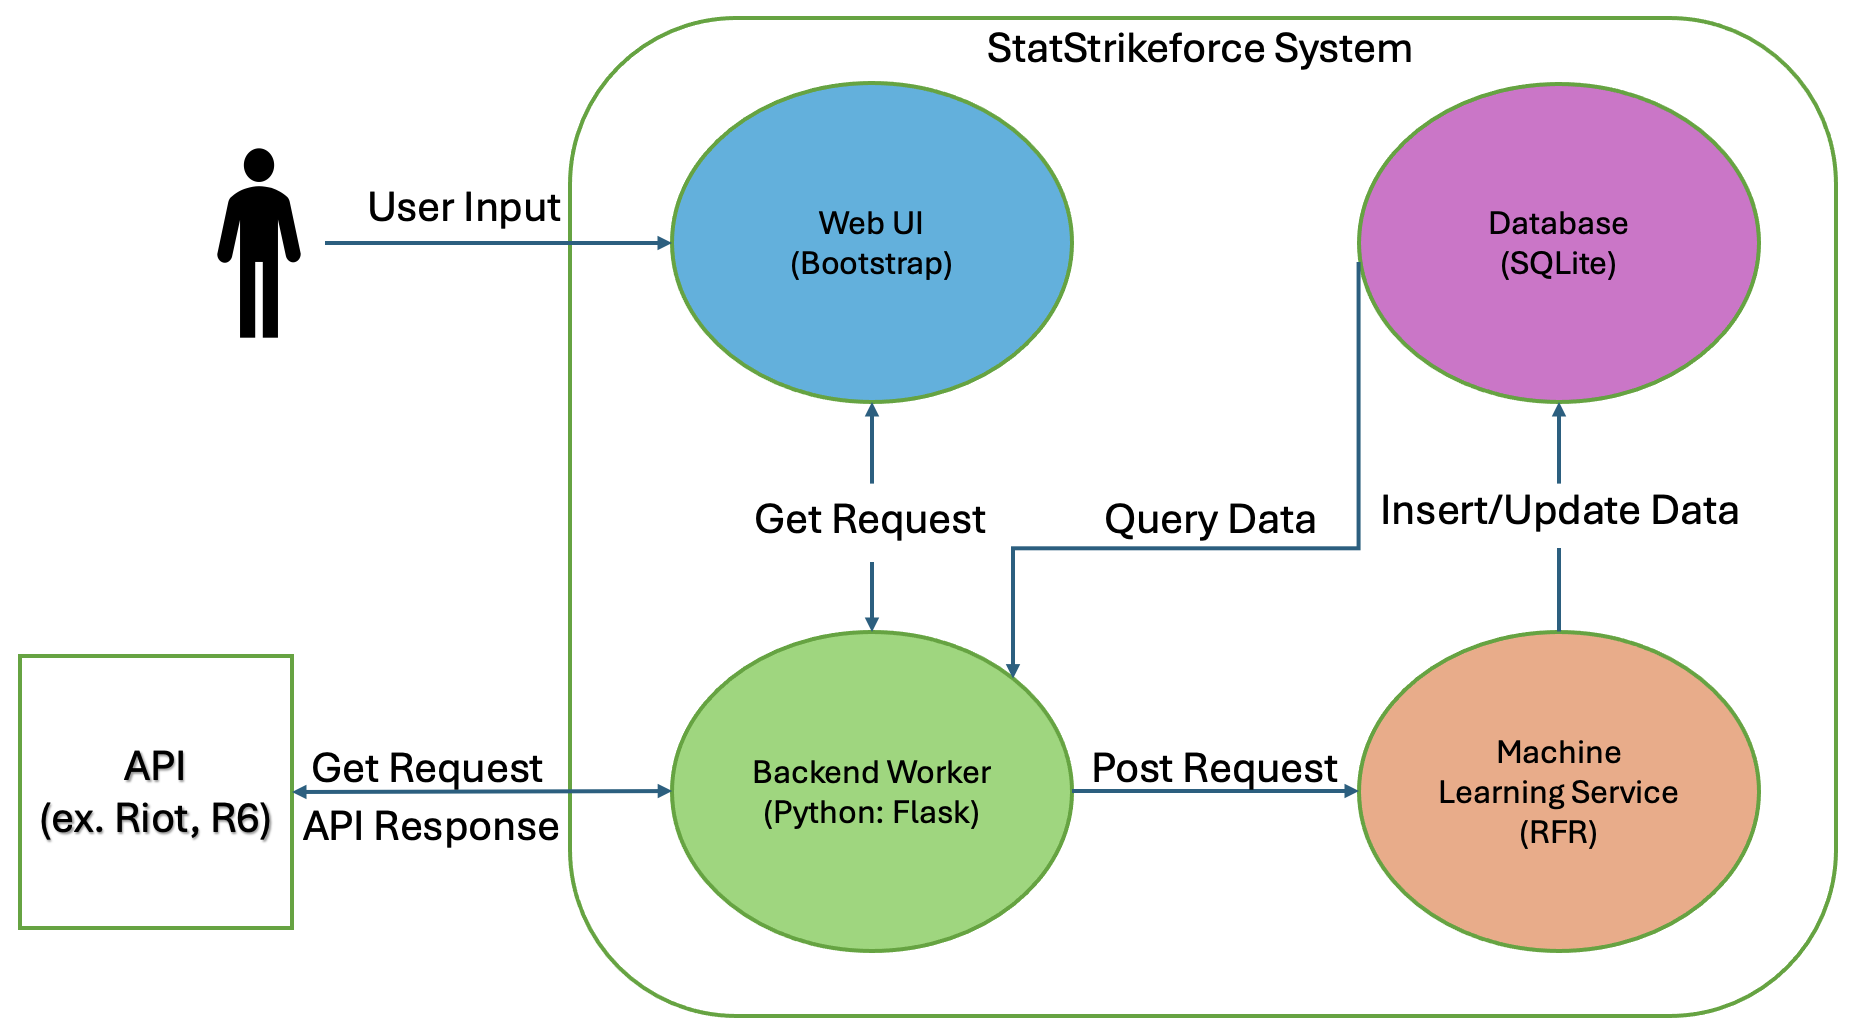 StatStrikeforce System
User Input
Web UI
(Bootstrap)
Database
(SQLite)
Get Request
Query Data
Insert/Update Data
API
(ex. Riot, R6)
Get Request
API Response
Backend Worker
(Python: Flask)
Post Request
Machine
Learning Service
(RFR)